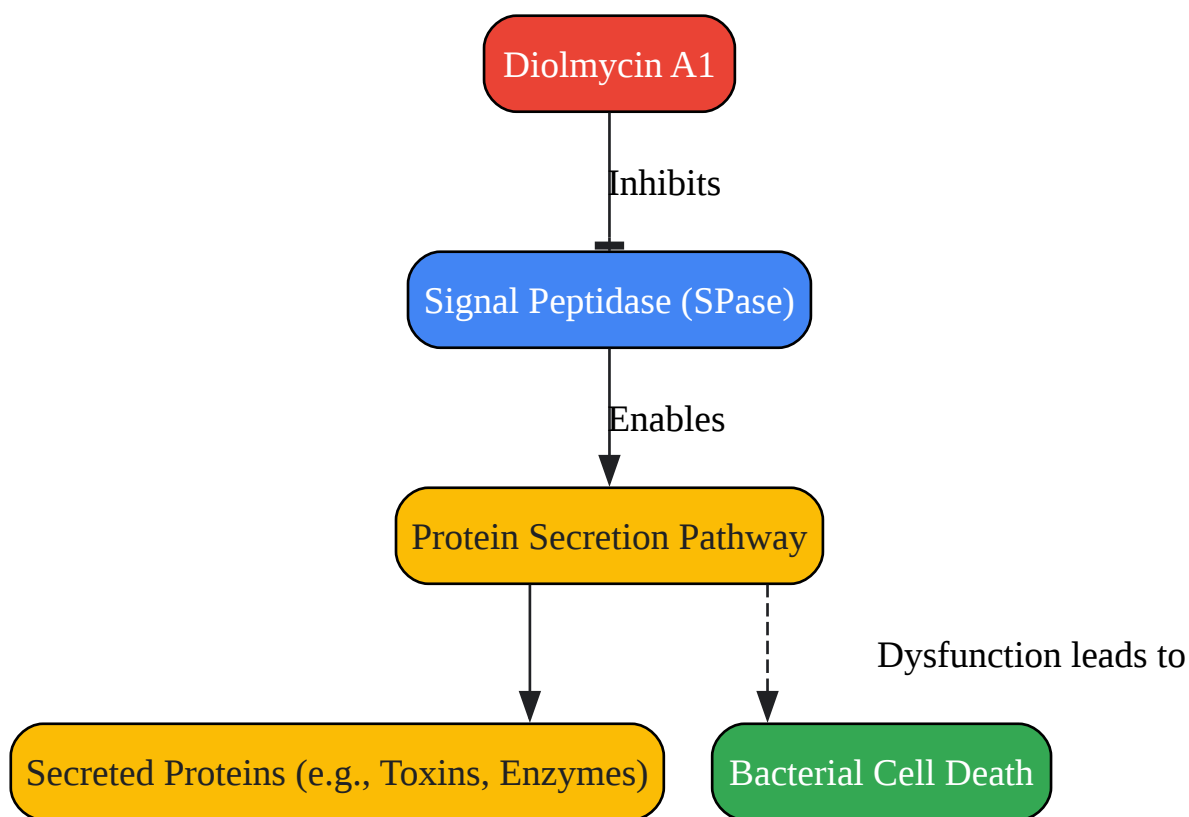 Diolmycin A1
Inhibits
Signal Peptidase (SPase)
Enables
Protein Secretion Pathway
Dysfunction leads to
Secreted Proteins (e.g., Toxins, Enzymes)
Bacterial Cell Death